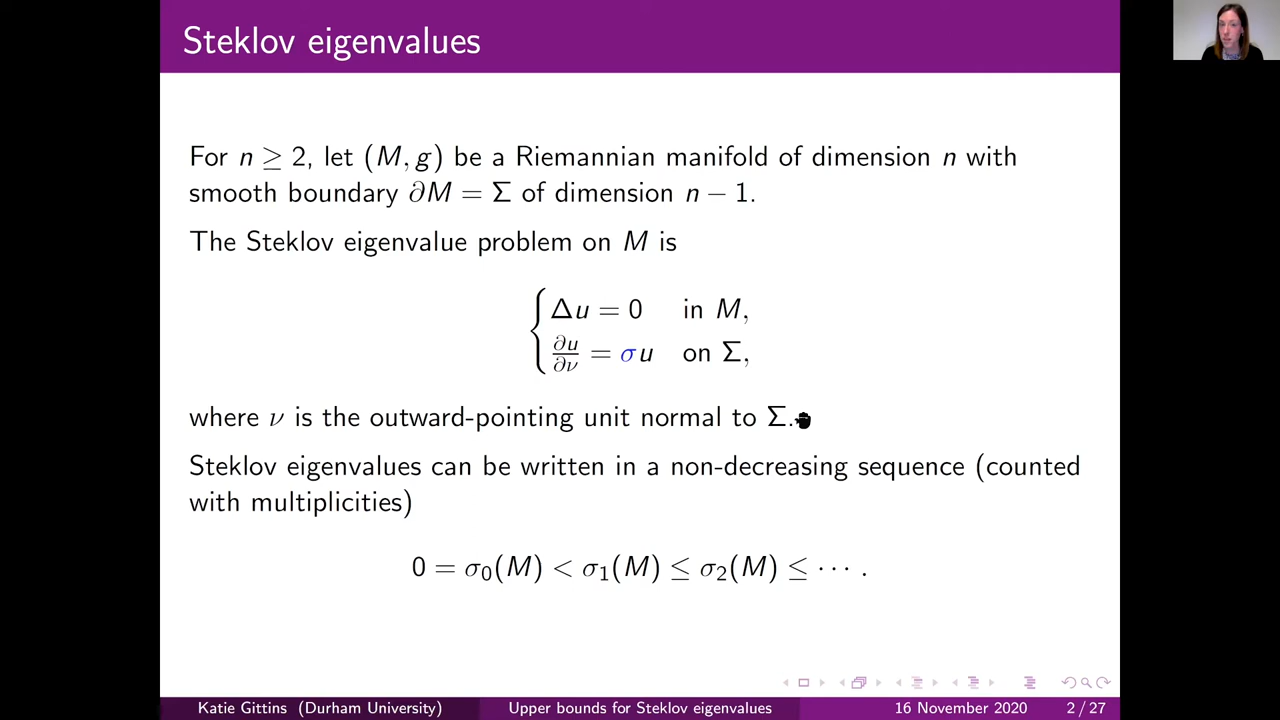 Steklov eigenvalues
For n ≥ 2, let (M, g) be a Riemannian manifold of dimension n with
smooth boundary ∂M = Σ of dimension n − 1.
The Steklov eigenvalue problem on M is
Δu = 0 in M,
∂u/∂ν = σu on Σ,
where ν is the outward-pointing unit normal to Σ.
Steklov eigenvalues can be written in a non-decreasing sequence (counted
with multiplicities)
0 = σ₀(M) < σ₁(M) ≤ σ₂(M) ≤ ··· .
Katie Gittins (Durham University) Upper bounds for Steklov eigenvalues 16 November 2020 2 / 27